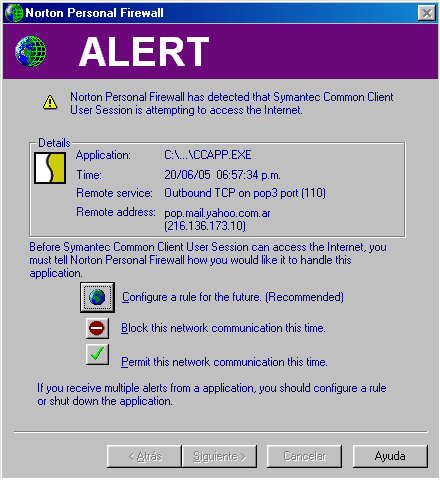 Norton Personal Firewall
ALERT
Norton Personal Firewall has detected that Symantec Common Client
User Session is attempting to access the Internet.
Details
Application: C:\...\CCAPP.EXE
Time: 20/06/05 06:57:34 p.m.
Remote service: Outbound TCP on pop3 port (110)
Remote address: pop.mail.yahoo.com.ar
(216.136.173.10)
Before Symantec Common Client User Session can access the Internet, you
must tell Norton Personal Firewall how you would like it to handle this
application.
Configure a rule for the future. (Recommended)
Block this network communication this time.
Permit this network communication this time.
If you receive multiple alerts from a application, you should configure a rule
or shut down the application.
< Atrás Siguiente > Cancelar Ayuda